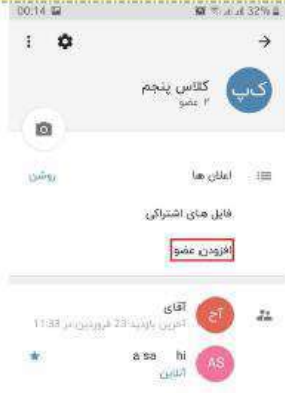 00:14 32%
کلاس پنجم
کپ
۲ عضو
اعلان ها
روشن
فایل های اشتراکی
افزودن عضو
آقای
آخ
آخرین بازدید 23 فروردین در 11:33
a sa hi
AS
آنلاین